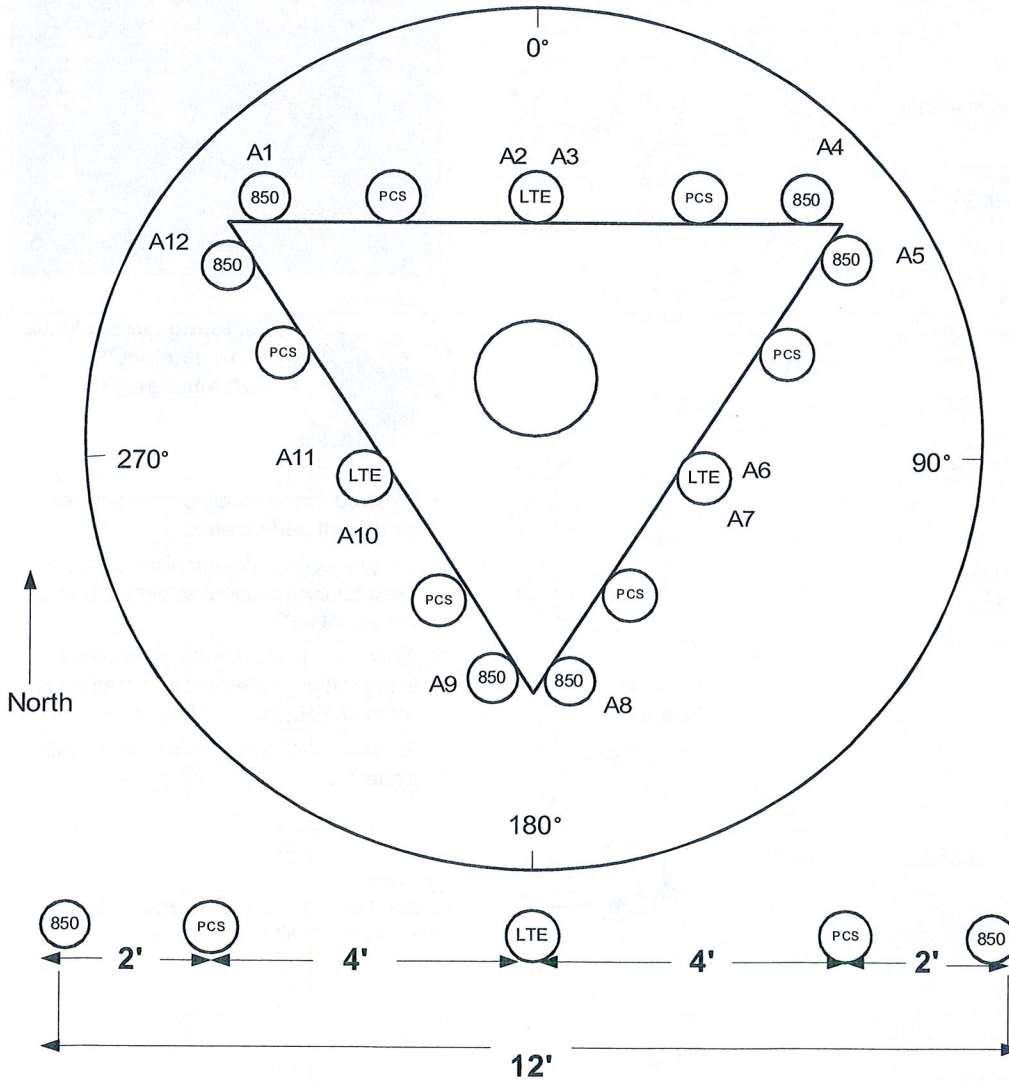 0°
A1
A2
A3
A4
850
PCS
LTE
PCS
850
A12
850
850
A5
PCS
PCS
270°
A11
LTE
LTE
A6
90°
A10
A7
PCS
PCS
North
A9
850
850
A8
180°
850
PCS
LTE
PCS
850
2'
4'
4'
2'
12'